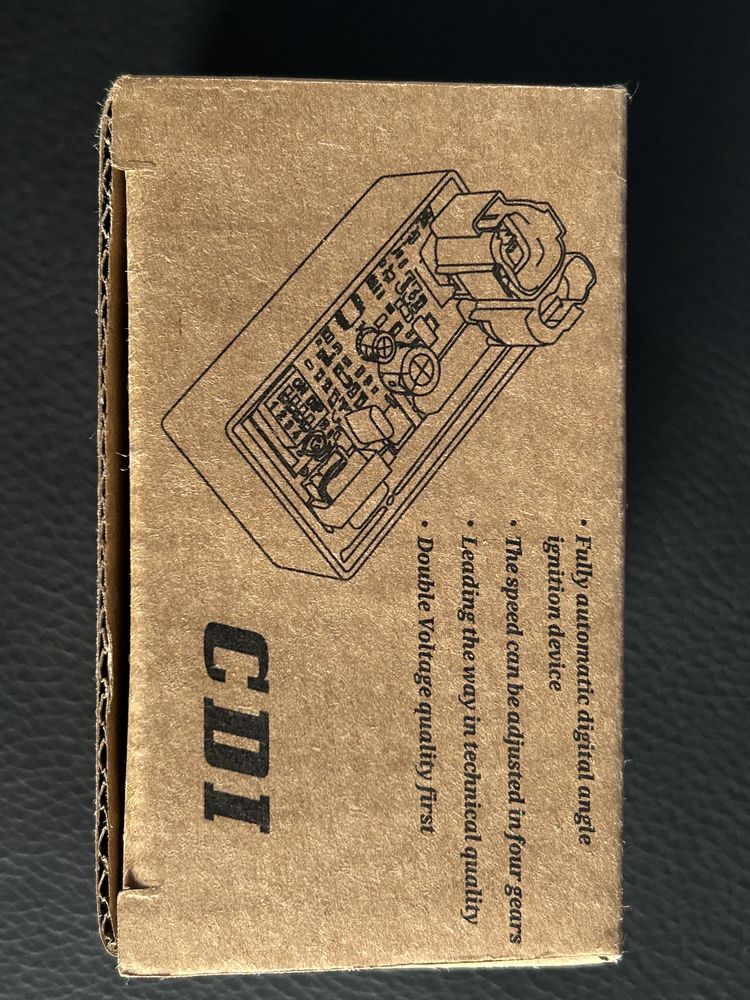 • Fully automatic digital angle
ignition device
• The speed can be adjusted in four gears
• Leading the way in technical quality
• Double Voltage quality first
CDI